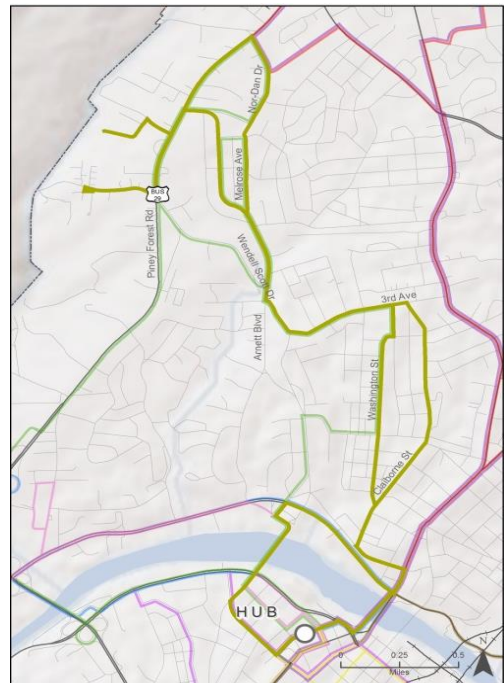 Nor-Dan Dr
Melrose Ave
BUS
29
Piney Forest Rd
Wendell Scott Dr
Arnett Blvd
3rd Ave
Washington St
Claiborne St
HUB
N
0 0.25 0.5
Miles